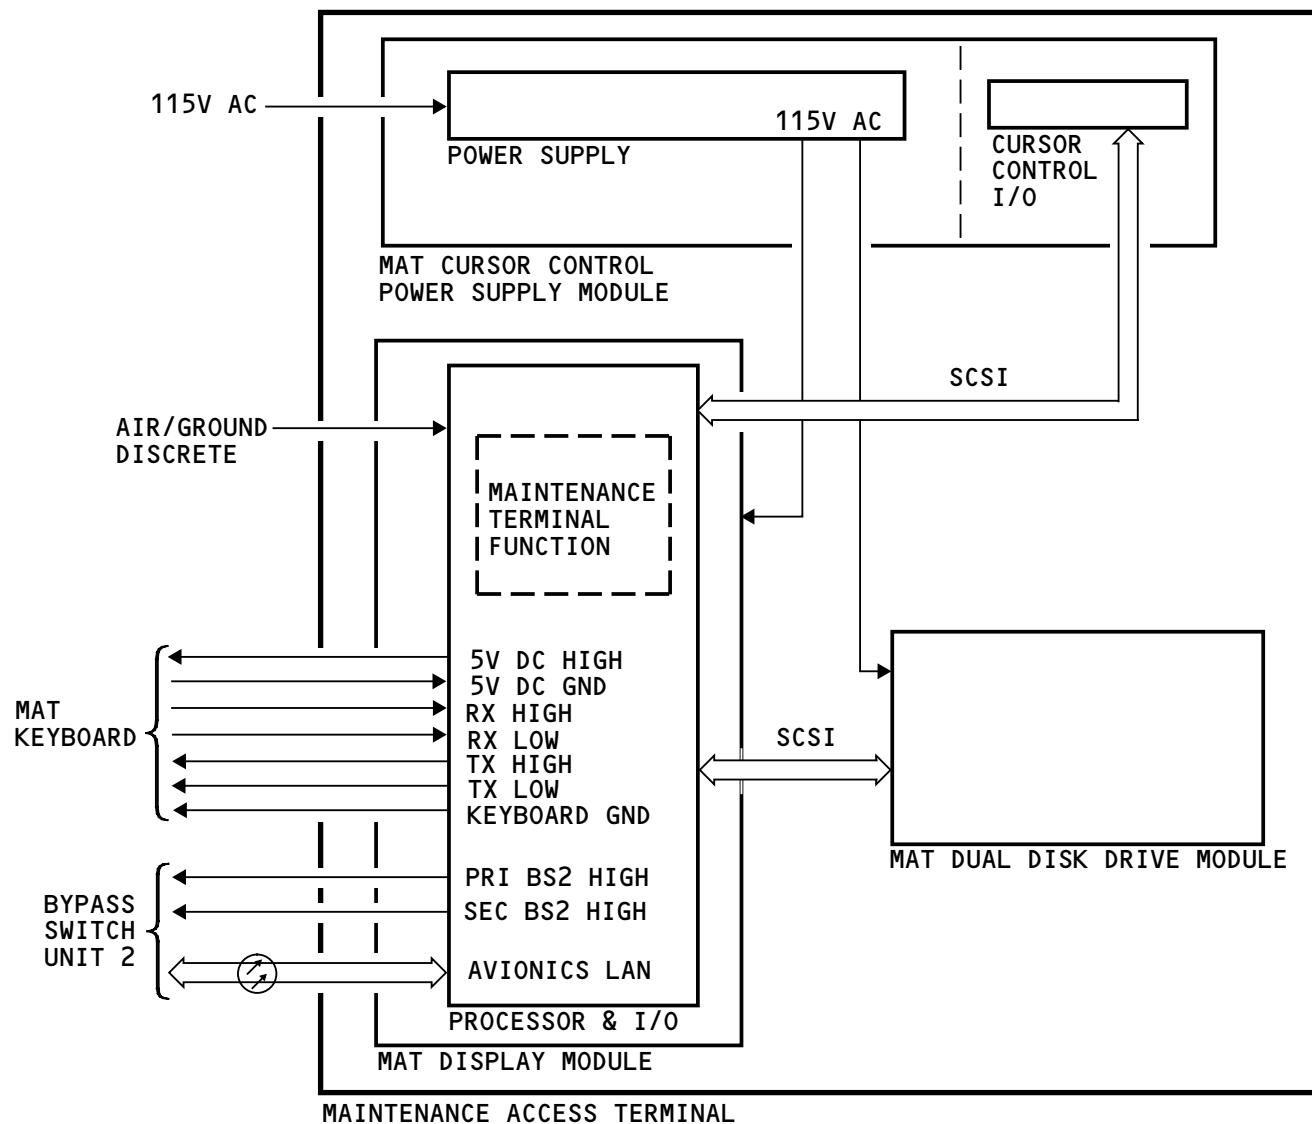 115V AC
115V AC
POWER SUPPLY
CURSOR
CONTROL
I/O
MAT CURSOR CONTROL
POWER SUPPLY MODULE
SCSI
AIR/GROUND
DISCRETE
MAINTENANCE
TERMINAL
FUNCTION
MAT
KEYBOARD
5V DC HIGH
5V DC GND
RX HIGH
RX LOW
TX HIGH
TX LOW
KEYBOARD GND
SCSI
MAT DUAL DISK DRIVE MODULE
BYPASS
SWITCH
UNIT 2
PRI BS2 HIGH
SEC BS2 HIGH
AVIONICS LAN
PROCESSOR & I/O
MAT DISPLAY MODULE
MAINTENANCE ACCESS TERMINAL